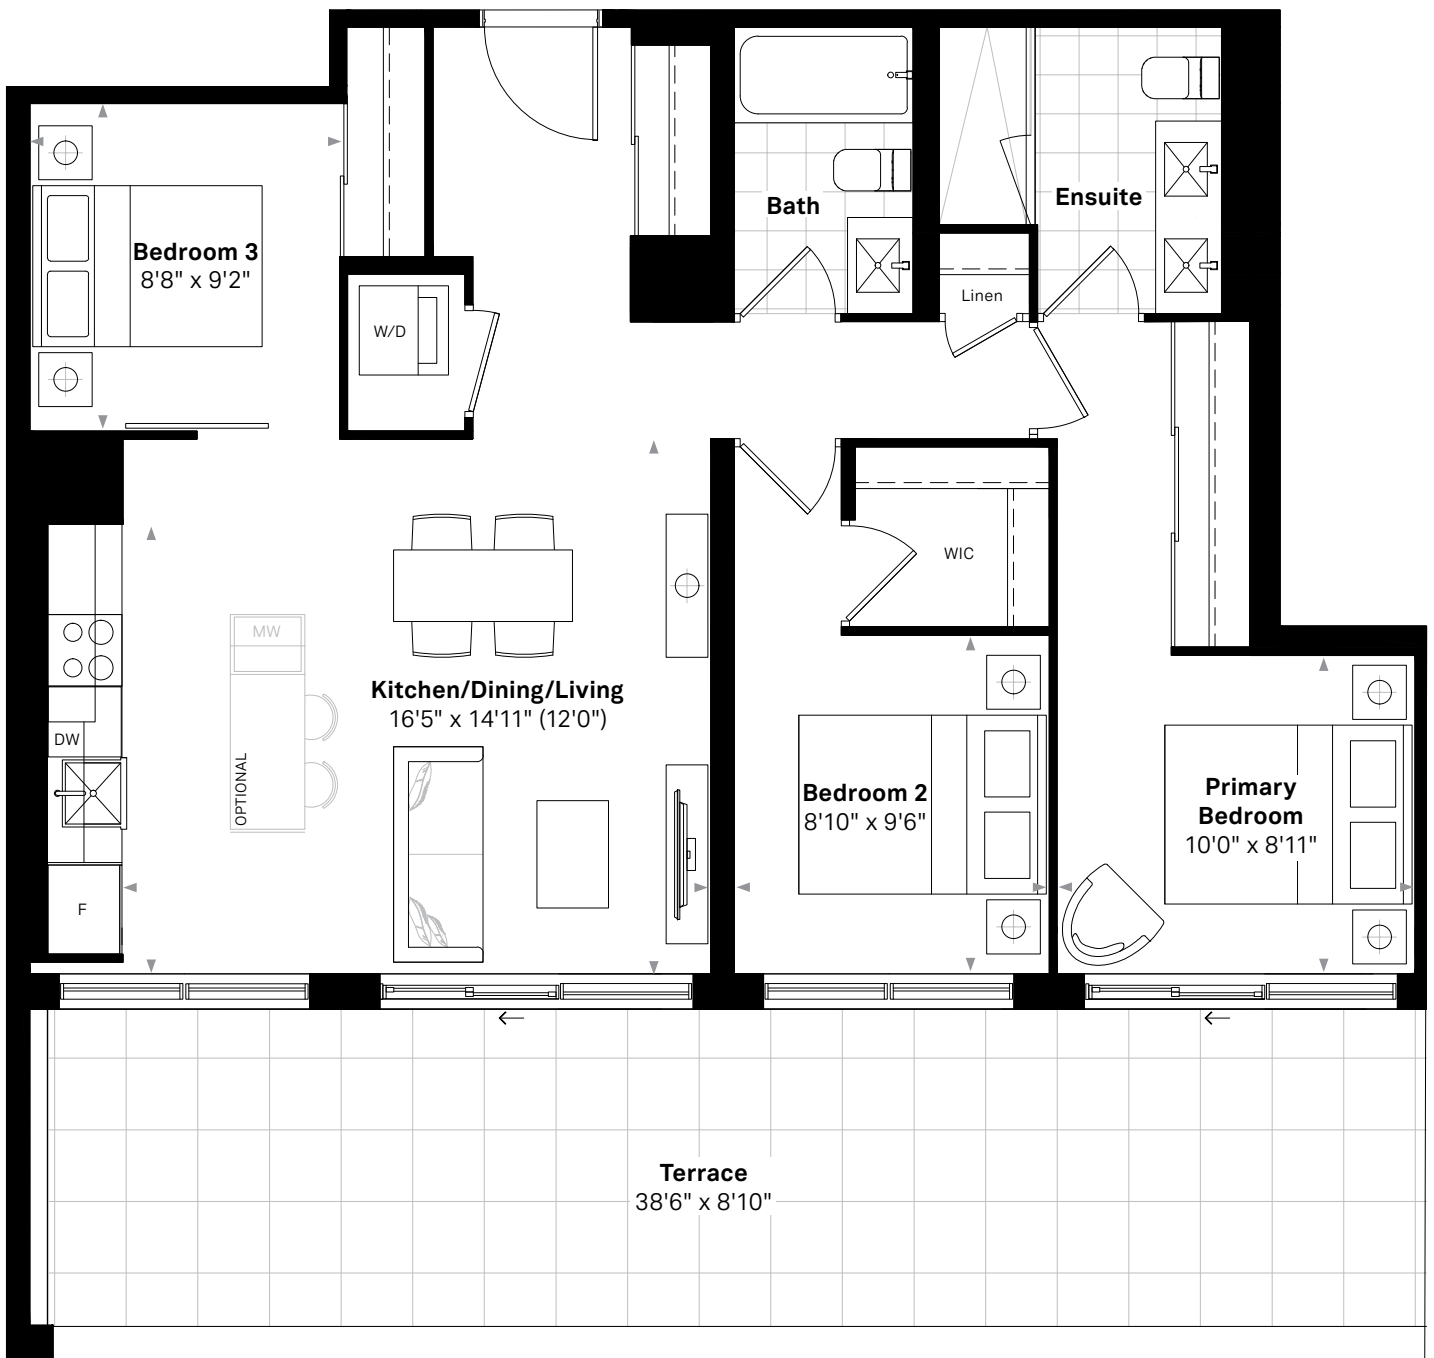 Bath
Ensuite
Bedroom 3
8'8" x 9'2"
Linen
W/D
WIC
MW
Kitchen/Dining/Living
16'5" x 14'11" (12'0")
DW
OPTIONAL
Bedroom 2
8'10" x 9'6"
Primary
Bedroom
10'0" x 8'11"
F
Terrace
38'6" x 8'10"